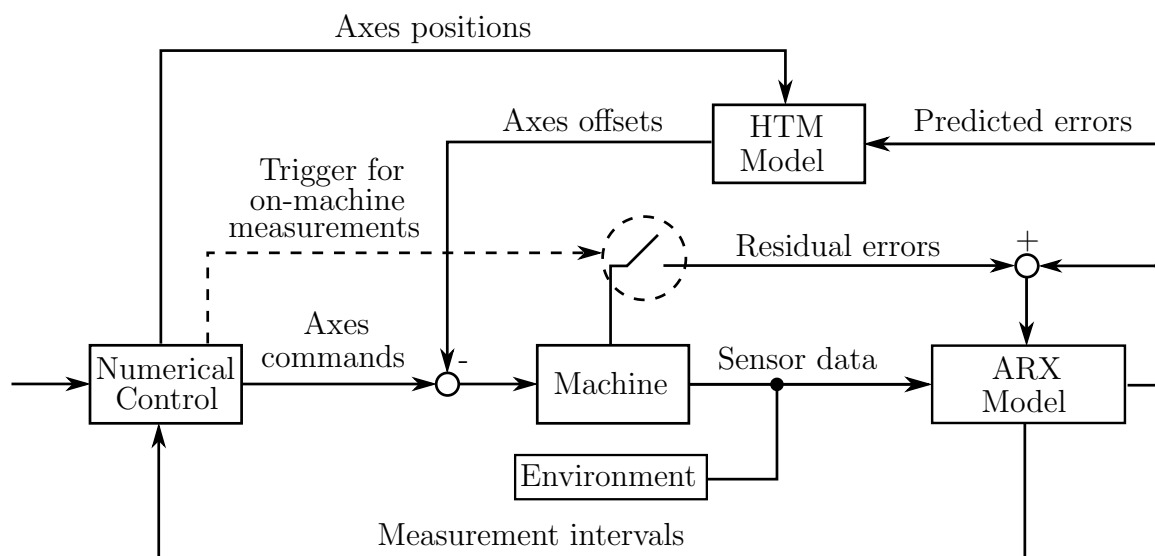 Axes positions
Axes offsets
HTM
Model
Predicted errors
Trigger for
on-machine
measurements
Residual errors
+
Axes
commands
-
Numerical
Control
Machine
Sensor data
ARX
Model
Environment
Measurement intervals